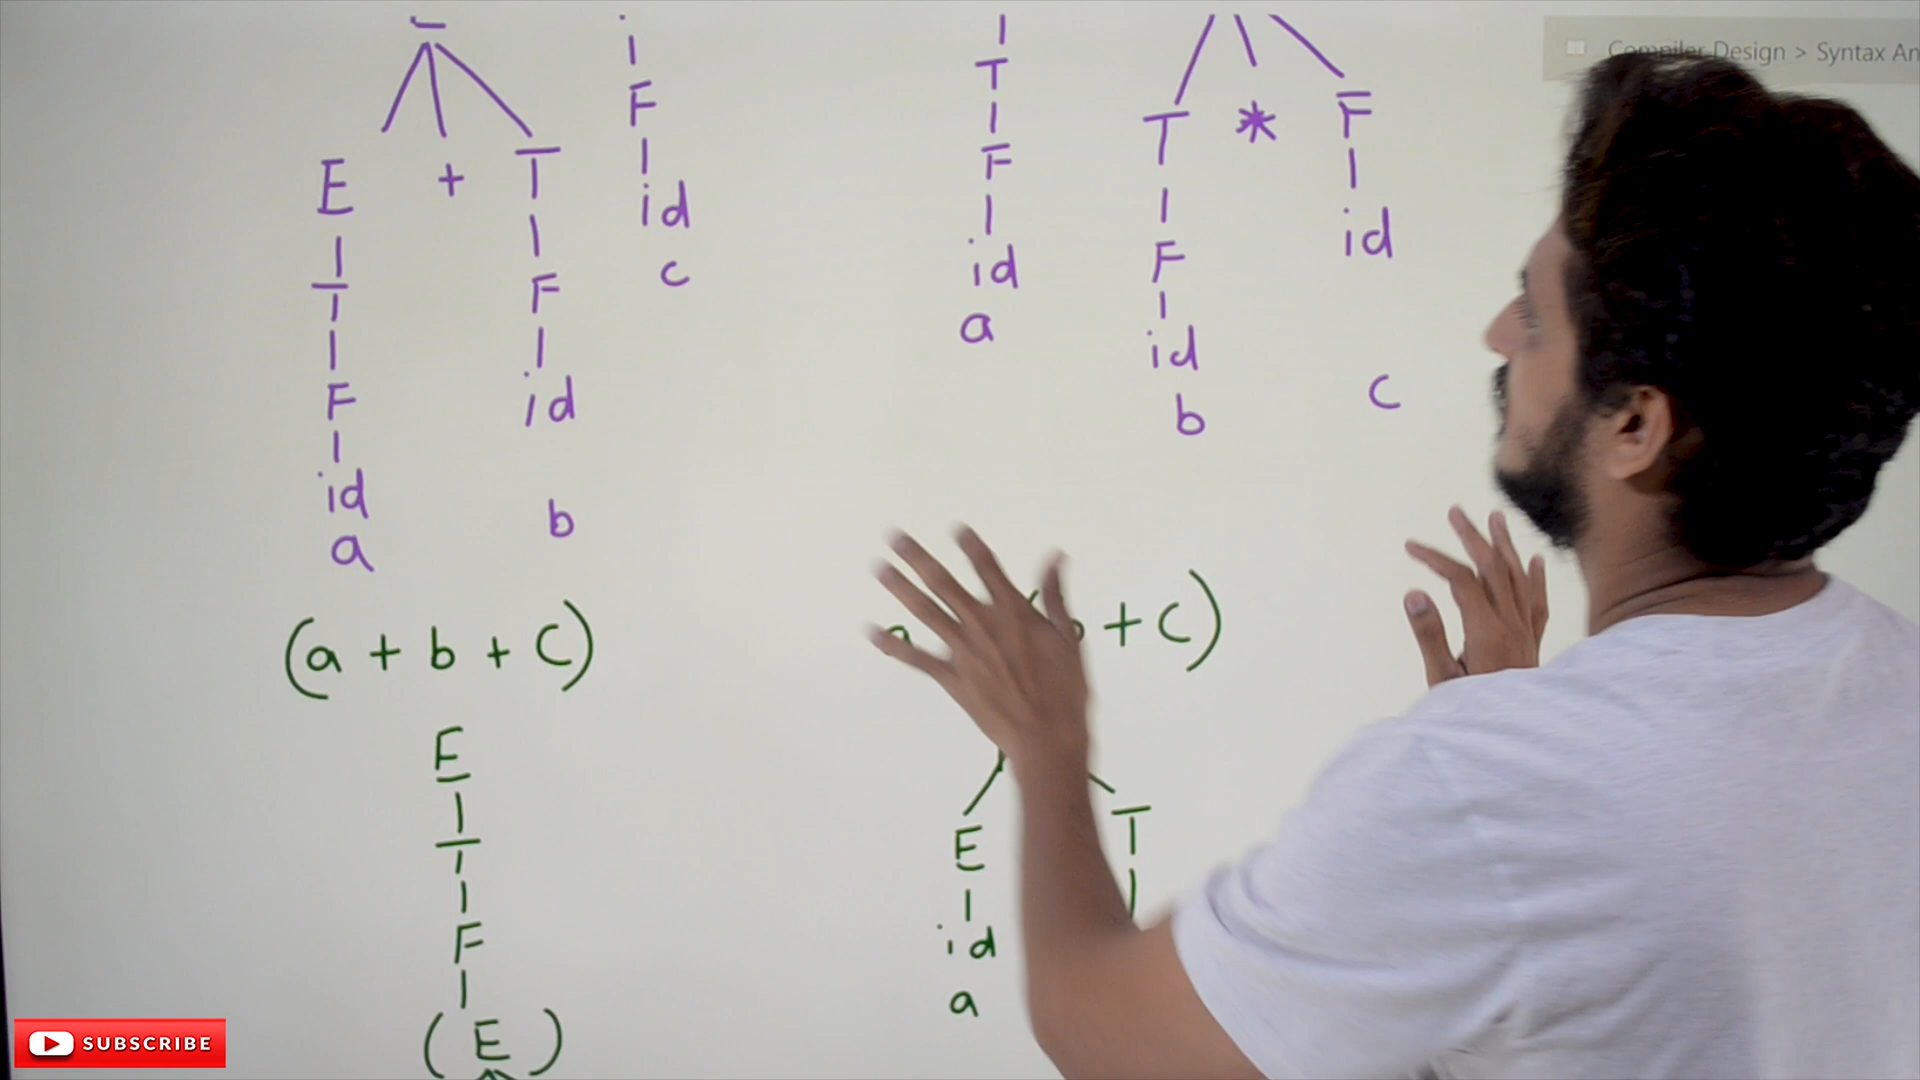 Compiler Design > Syntax An
E + T
T F
F id
id b
a
F
id
c
T
F
id
a
T * F
F id
id c
b
(a + b + c)
E
T
F
( E )
+ c)
E T
id
a
SUBSCRIBE